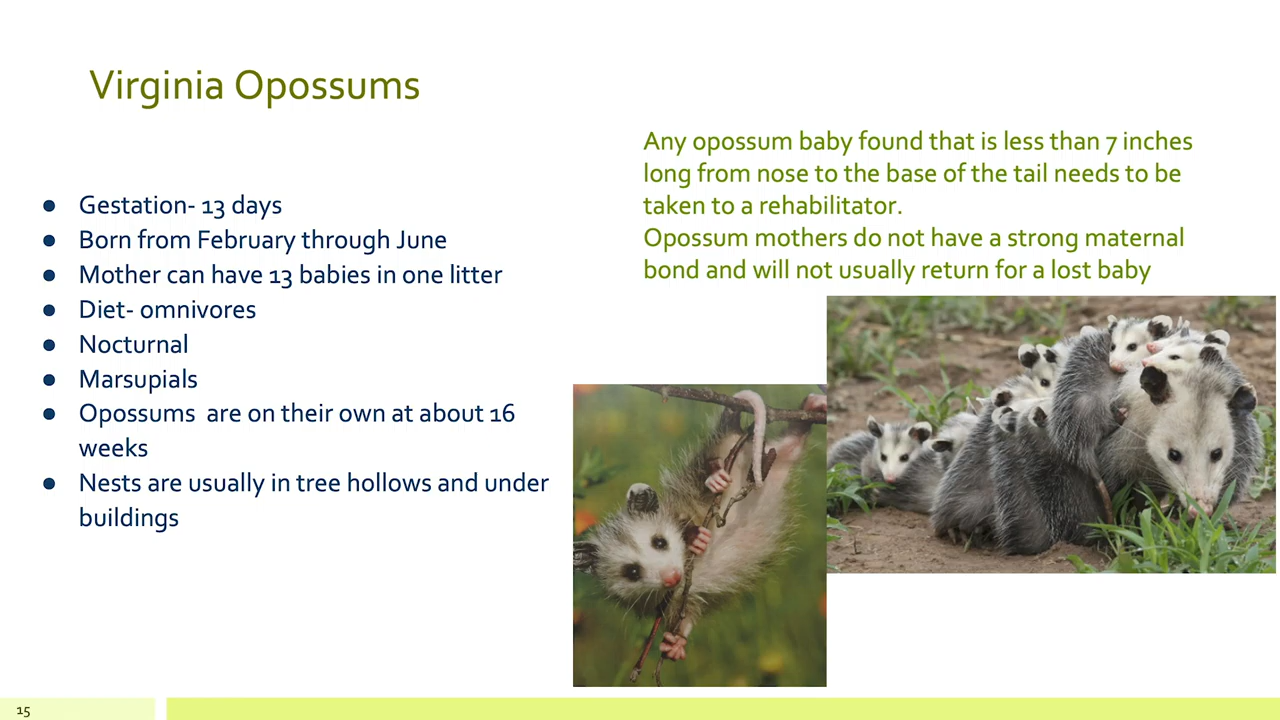 Virginia Opossums
● Gestation- 13 days
● Born from February through June
● Mother can have 13 babies in one litter
● Diet- omnivores
● Nocturnal
● Marsupials
● Opossums  are on their own at about 16
weeks
● Nests are usually in tree hollows and under
buildings
Any opossum baby found that is less than 7 inches
long from nose to the base of the tail needs to be
taken to a rehabilitator.
Opossum mothers do not have a strong maternal
bond and will not usually return for a lost baby
15